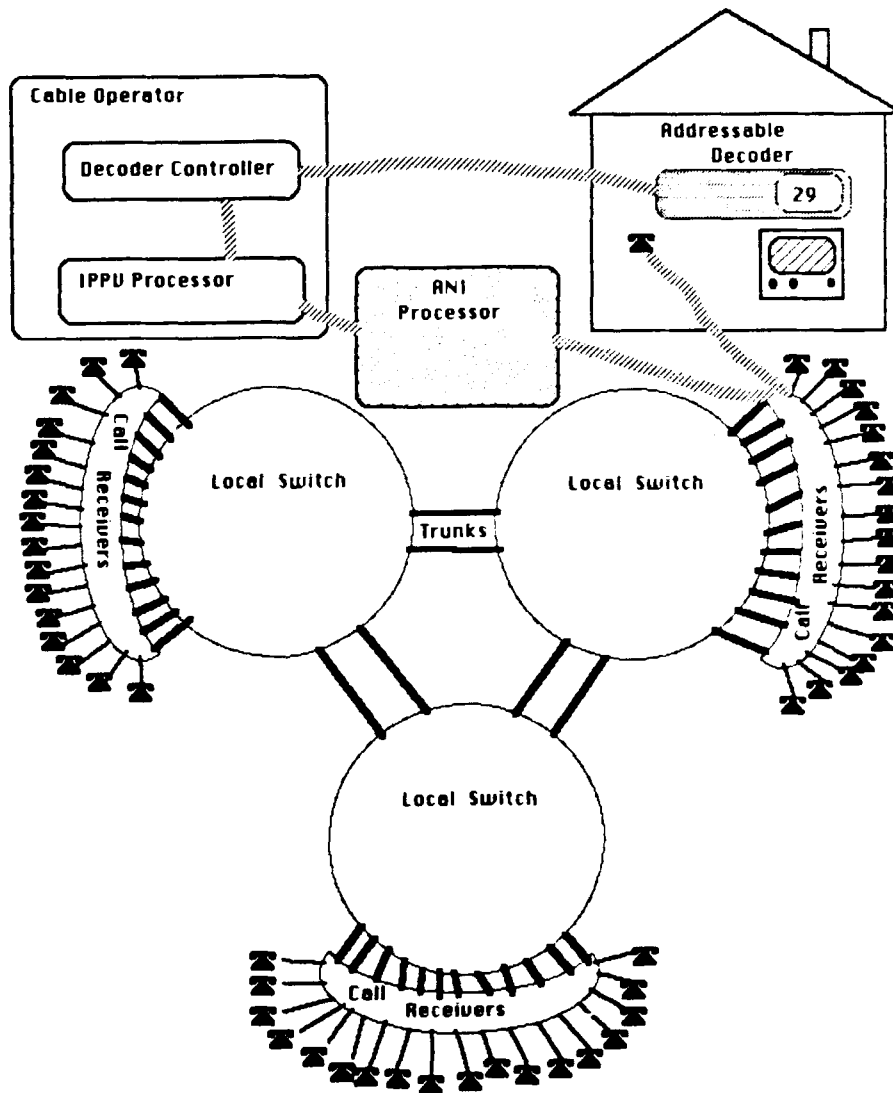 Cable Operator
Decoder Controller
IPPV Processor
ANI
Processor
Addressable
Decoder
29
Call
Receivers
Local Switch
Trunks
Local Switch
Receivers
Call
Local Switch
Call
Receivers